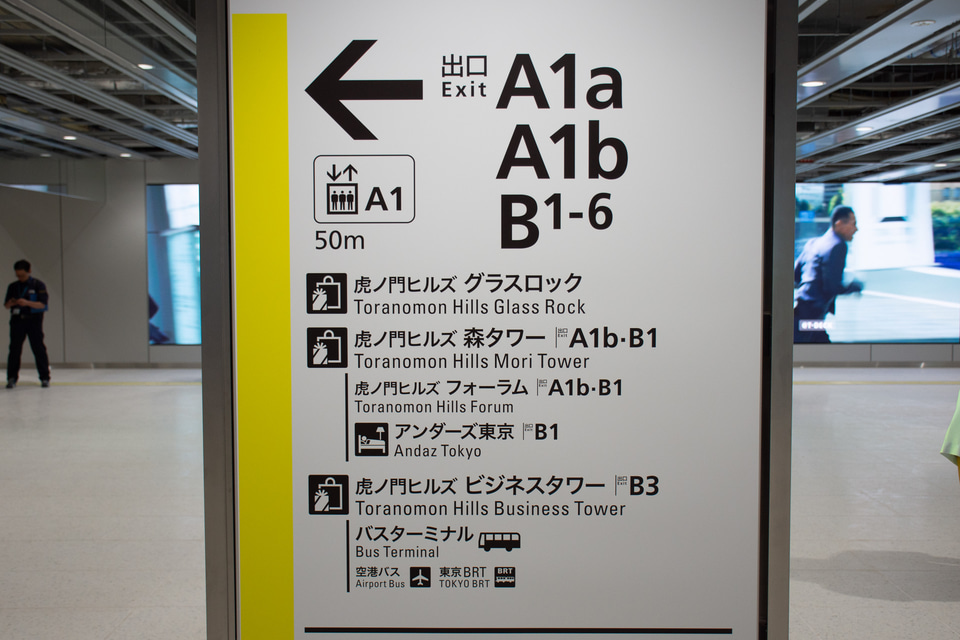 出口 A1a
Exit
A1b
B1-6
A1
50m
虎ノ門ヒルズ グラスロック
Toranomon Hills Glass Rock
虎ノ門ヒルズ 森タワー 出口 Exit A1b·B1
Toranomon Hills Mori Tower
虎ノ門ヒルズ フォーラム 出口 Exit A1b·B1
Toranomon Hills Forum
アンダーズ東京 出口 Exit B1
Andaz Tokyo
虎ノ門ヒルズ ビジネスタワー 出口 Exit B3
Toranomon Hills Business Tower
バスターミナル
Bus Terminal
空港バス 東京BRT BRT
Airport Bus TOKYO BRT